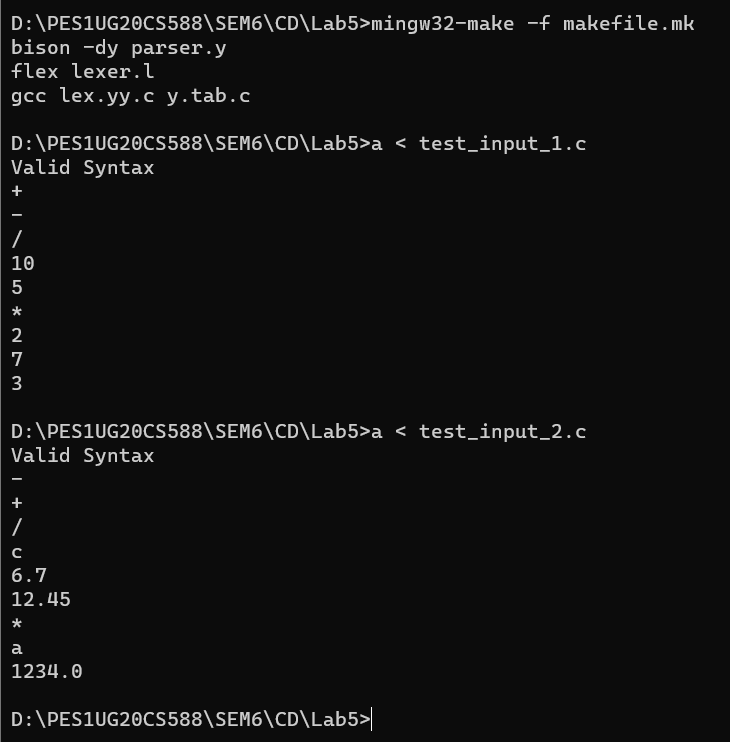 D:\PES1UG20CS588\SEM6\CD\Lab5>mingw32-make -f makefile.mk
bison -dy parser.y
flex lexer.l
gcc lex.yy.c y.tab.c
D:\PES1UG20CS588\SEM6\CD\Lab5>a < test_input_1.c
Valid Syntax
+
-
/
10
5
*
2
7
3
D:\PES1UG20CS588\SEM6\CD\Lab5>a < test_input_2.c
Valid Syntax
-
+
/
c
6.7
12.45
*
a
1234.0
D:\PES1UG20CS588\SEM6\CD\Lab5>